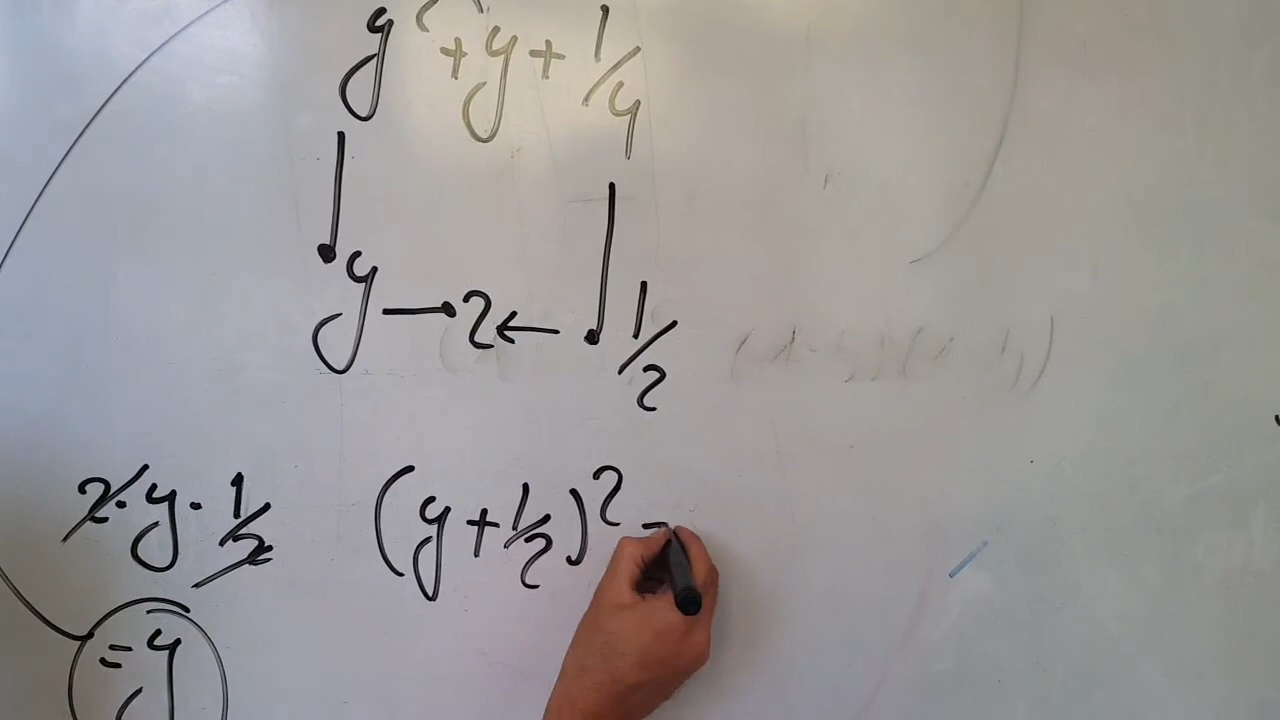 y² + y + 1/4
y → 2 ← 1/2
2 · y · 1/2 (y + 1/2)² -
= y